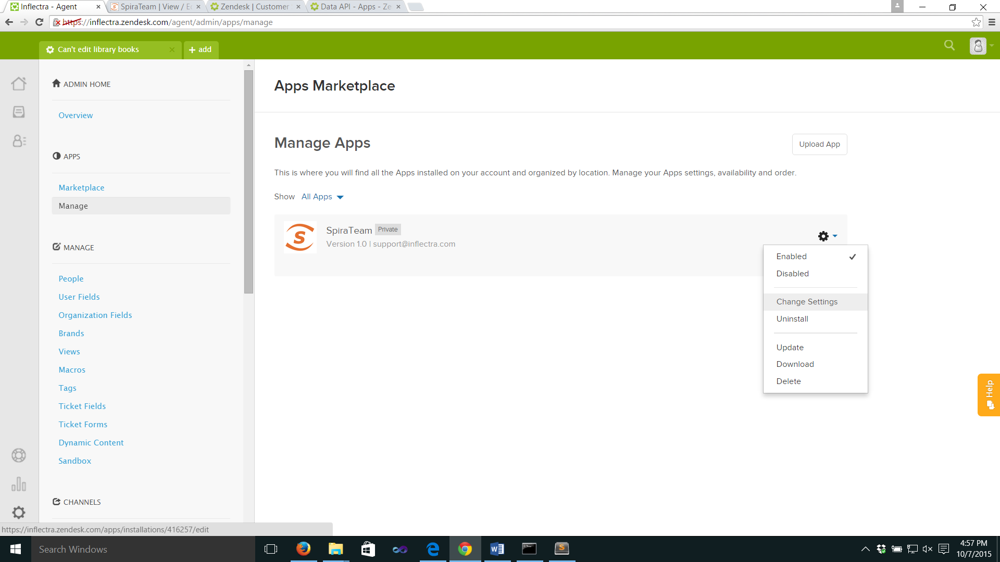 Inflectra - Agent
SpiraTeam | View / E
Zendesk | Customer
Data API - Apps - Ze
https://inflectra.zendesk.com/agent/admin/apps/manage
Can't edit library books
add
ADMIN HOME
Overview
APPS
Marketplace
Manage
MANAGE
People
User Fields
Organization Fields
Brands
Views
Macros
Tags
Ticket Fields
Ticket Forms
Dynamic Content
Sandbox
CHANNELS
Apps Marketplace
Manage Apps
Upload App
This is where you will find all the Apps installed on your account and organized by location. Manage your Apps settings, availability and order.
Show All Apps
SpiraTeam Private
Version 1.0 | support@inflectra.com
Enabled
Disabled
Change Settings
Uninstall
Update
Download
Delete
Help
https://inflectra.zendesk.com/apps/installations/416257/edit
Search Windows
4:57 PM
10/7/2015